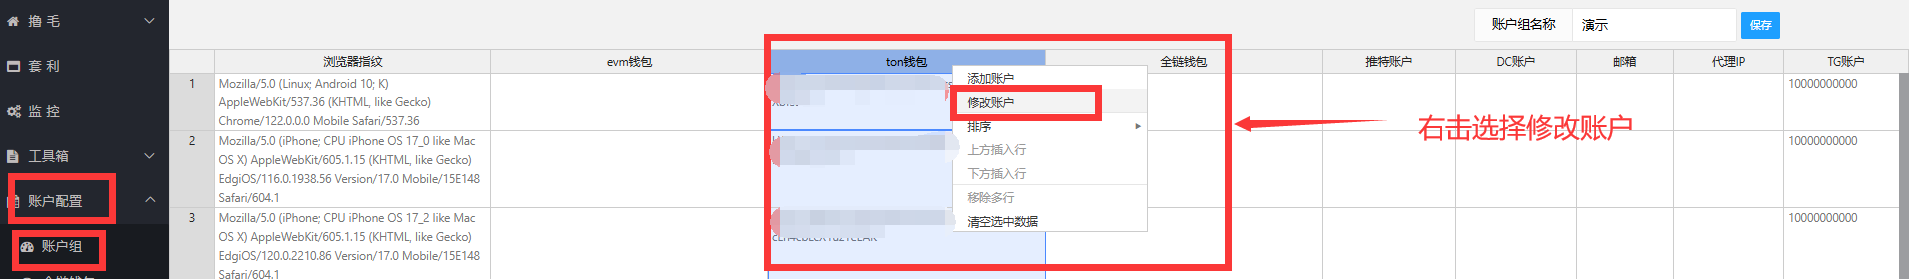 撸 毛
套 利
监 控
工具箱
账户配置
账户组
账户组名称
演示
保存
浏览器指纹
evm钱包
ton钱包
全链钱包
推特账户
DC账户
邮箱
代理IP
TG账户
1
Mozilla/5.0 (Linux; Android 10; K)
AppleWebKit/537.36 (KHTML, like Gecko)
Chrome/122.0.0.0 Mobile Safari/537.36
10000000000
2
Mozilla/5.0 (iPhone; CPU iPhone OS 17_0 like Mac
OS X) AppleWebKit/605.1.15 (KHTML, like Gecko)
EdgiOS/116.0.1938.56 Version/17.0 Mobile/15E148
Safari/604.1
10000000000
3
Mozilla/5.0 (iPhone; CPU iPhone OS 17_2 like Mac
OS X) AppleWebKit/605.1.15 (KHTML, like Gecko)
EdgiOS/120.0.2210.86 Version/17.0 Mobile/15E148
Safari/604.1
10000000000
添加账户
修改账户
排序
上方插入行
下方插入行
移除多行
清空选中数据
右击选择修改账户